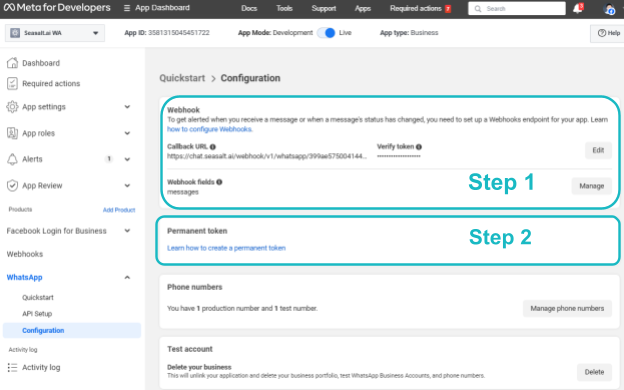 Meta for Developers
App Dashboard
Docs
Tools
Support
Apps
Required actions 2
Search
Seasalt.ai WA
App ID: 3581315045451722
App Mode: Development
Live
App type: Business
Help
Dashboard
Required actions
App settings
App roles
Alerts
1
App Review
Products
Add Product
Facebook Login for Business
Webhooks
WhatsApp
Quickstart
API Setup
Configuration
Activity log
Activity log
Quickstart > Configuration
Webhook
To get alerted when you receive a message or when a message's status has changed, you need to set up a Webhooks endpoint for your app. Learn
how to configure Webhooks.
Callback URL
Verify token
https://chat.seasalt.ai/webhook/v1/whatsapp/399ae575004144...
••••••••••••••••••
Edit
Webhook fields
messages
Step 1
Manage
Permanent token
Step 2
Learn how to create a permanent token
Phone numbers
You have 1 production number and 1 test number.
Manage phone numbers
Test account
Delete your business
This will unlink your application and delete your business portfolio, test WhatsApp Business Accounts, and phone numbers.
Delete